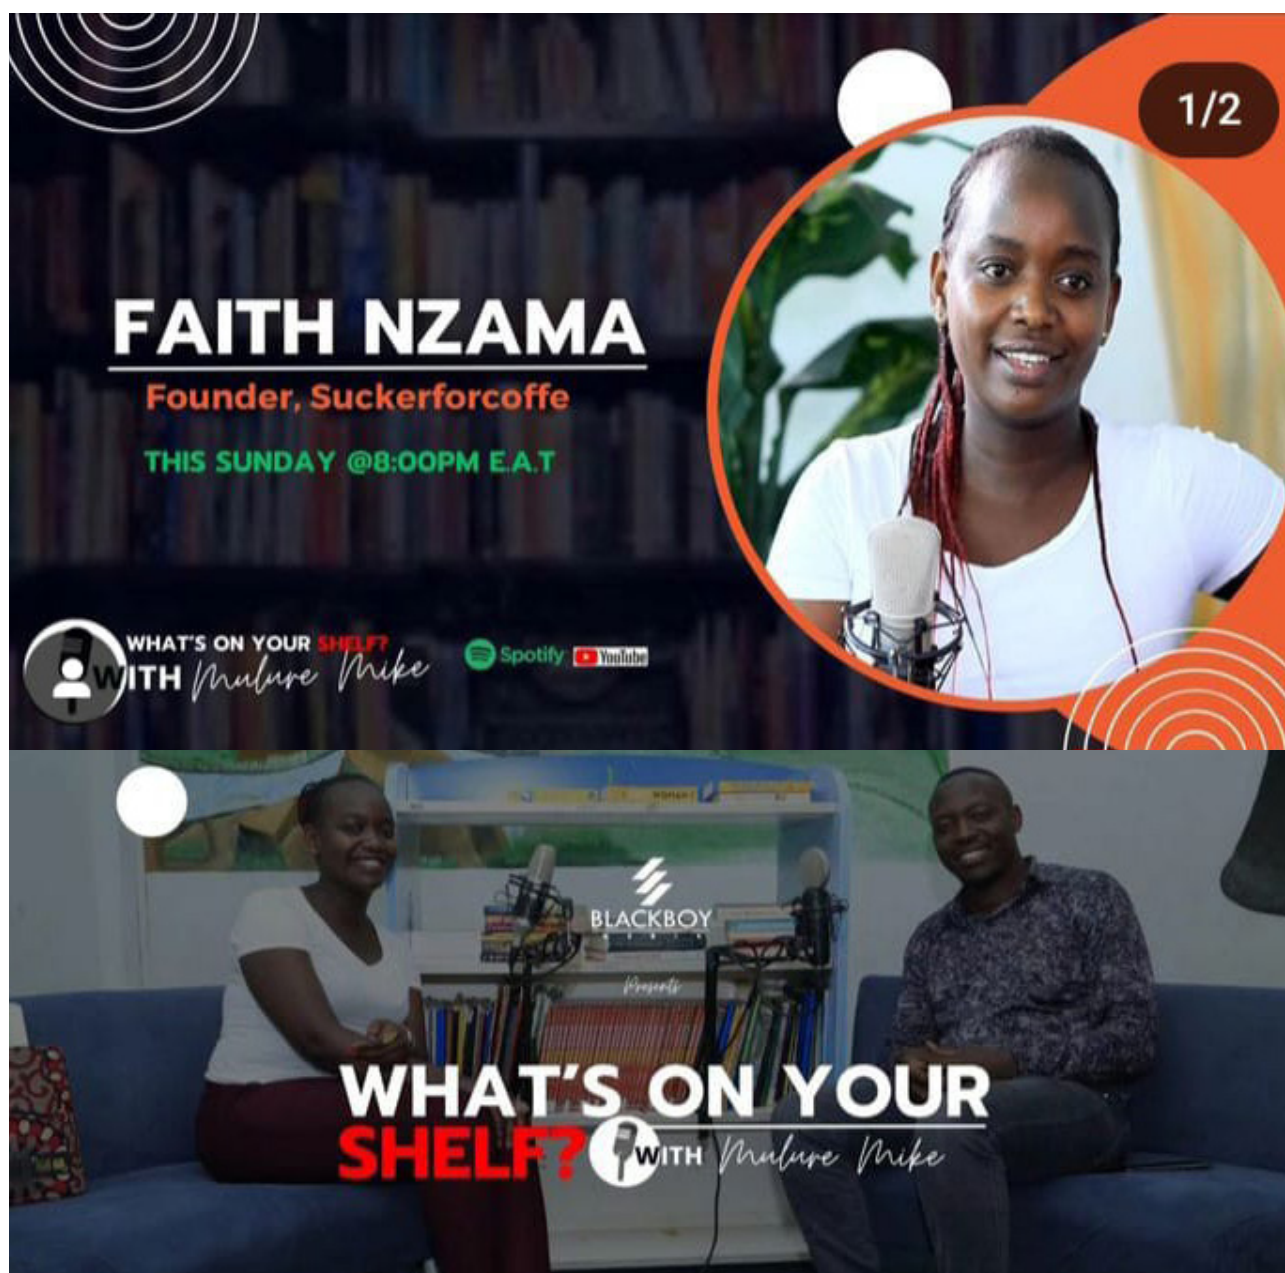 1/2
FAITH NZAMA
Founder, Suckerforcoffe
THIS SUNDAY @8:00PM E.A.T
WHAT'S ON YOUR SHELF?
WITH Mulure Mike
Spotify YouTube
BLACKBOY
Presents
WHAT'S ON YOUR
SHELF? WITH Mulure Mike